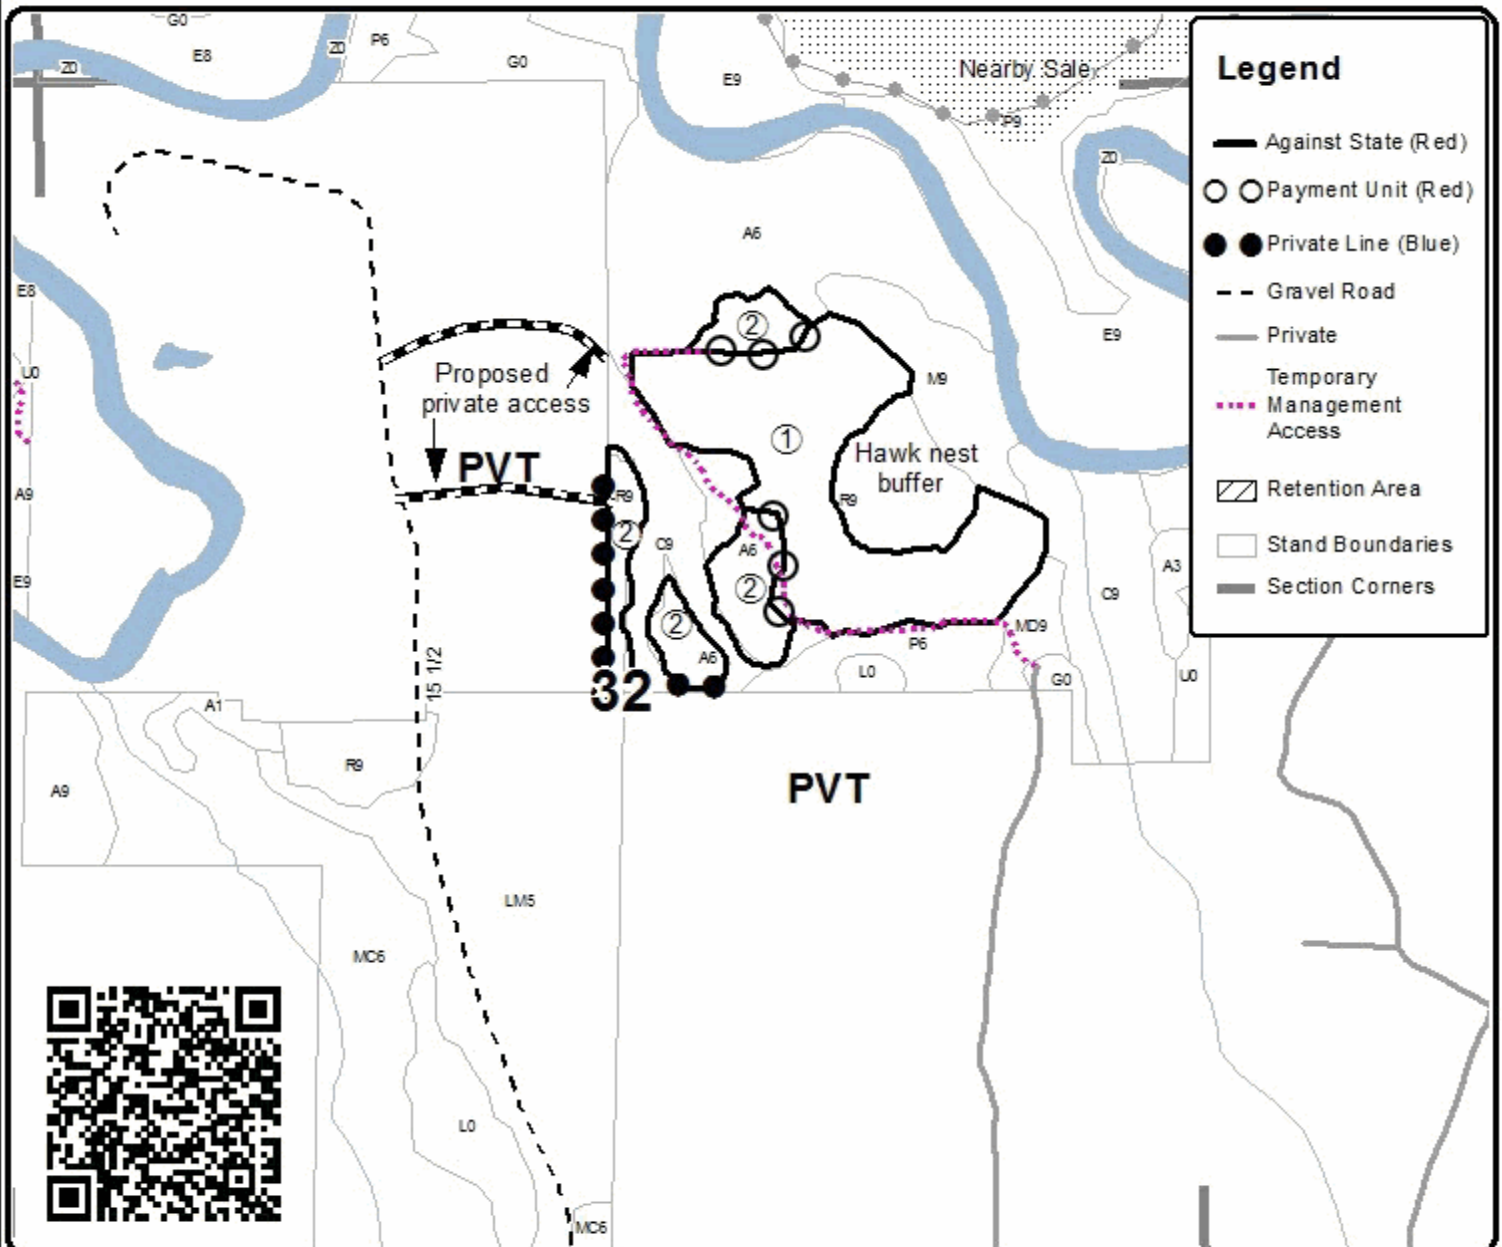 G0
E8
Z0
Z0
P6
G0
E9
Nearby Sale
P9
Z0
A6
E8
U0
A9
E9
E9
M9
Proposed
private access
PVT
2
1
Hawk nest
buffer
R9
R9
2
C9
A6
2
2
A6
MD9
P6
L0
G0
U0
C9
A3
32
15 1/2
A1
R9
A9
PVT
LM5
MC6
L0
MC6
Legend
Against State (Red)
Payment Unit (Red)
Private Line (Blue)
Gravel Road
Private
Temporary
Management
Access
Retention Area
Stand Boundaries
Section Corners